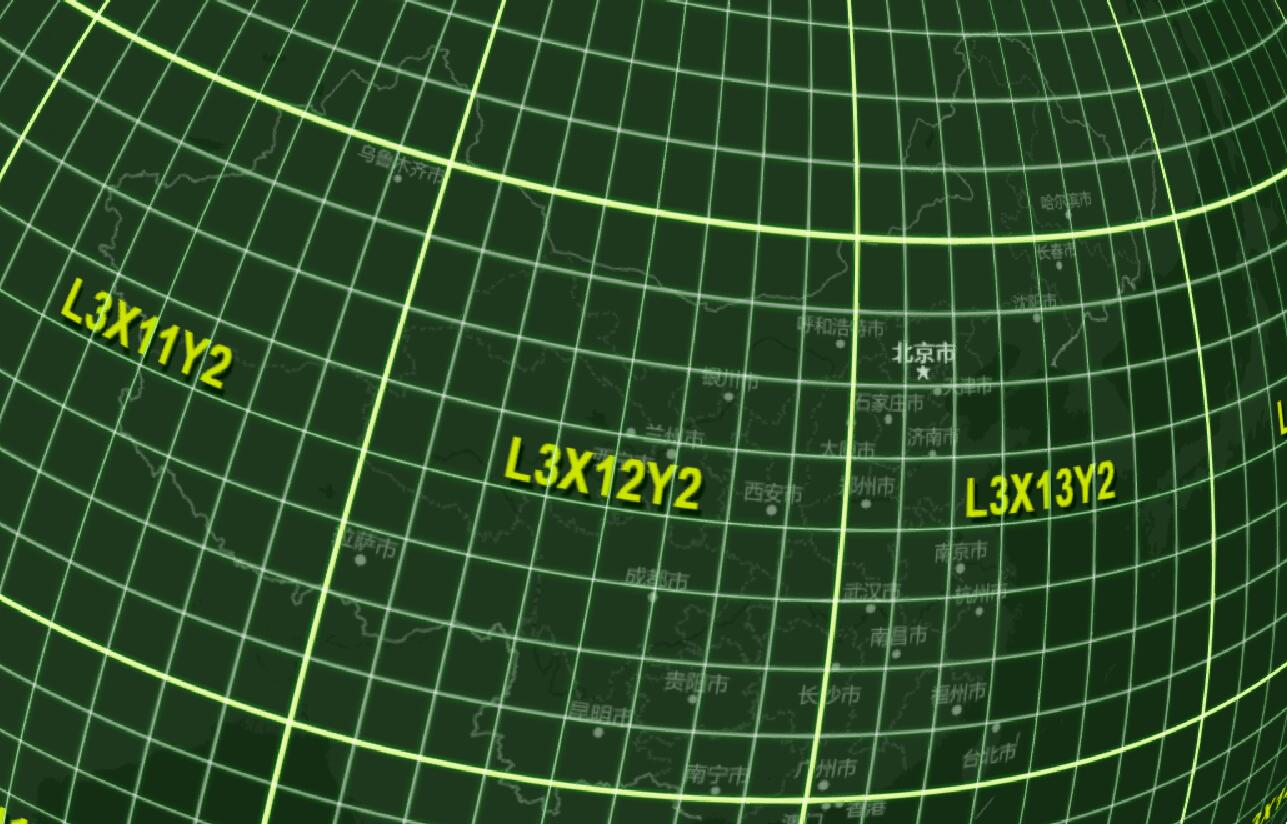 乌鲁木齐市
哈尔滨市
长春市
沈阳市
呼和浩特市
北京市
L3X11Y2
银川市
天津市
石家庄市
兰州市
太原市
济南市
L3X12Y2
西安市
郑州市
L3X13Y2
拉萨市
南京市
成都市
武汉市
杭州市
南昌市
贵阳市
长沙市
福州市
昆明市
台北市
南宁市
广州市
香港
澳门